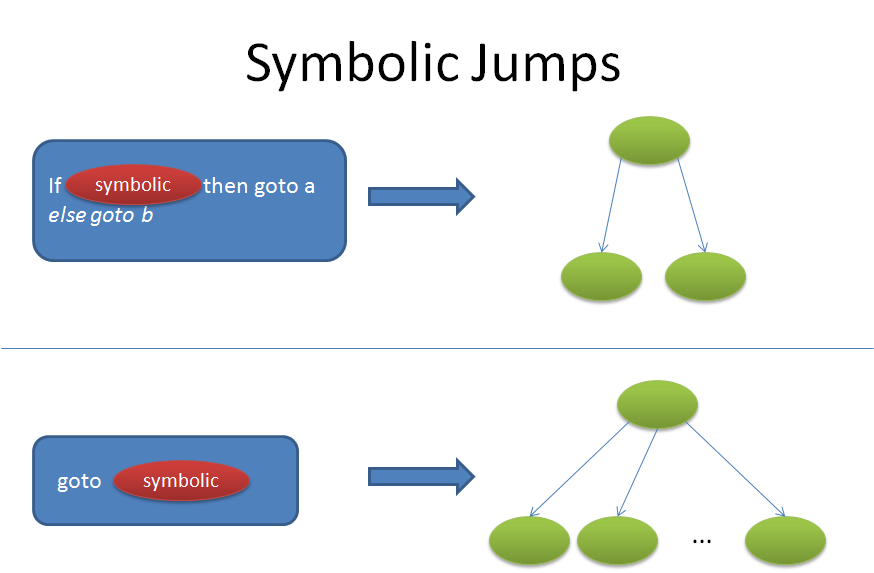 Symbolic Jumps
If symbolic then goto a
else goto b
goto symbolic
...